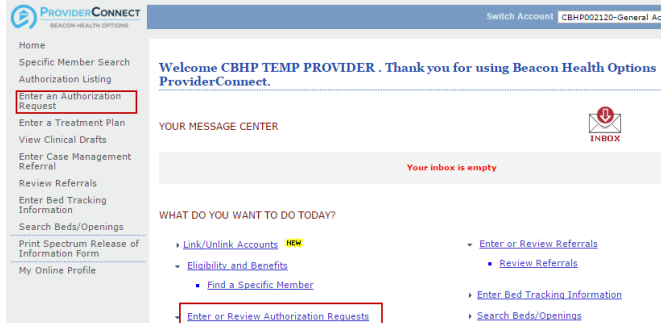 PROVIDERCONNECT
BEACON HEALTH OPTIONS
Switch Account CBHP002120-General Ac
Home
Specific Member Search
Authorization Listing
Enter an Authorization
Request
Enter a Treatment Plan
View Clinical Drafts
Enter Case Management
Referral
Review Referrals
Enter Bed Tracking
Information
Search Beds/Openings
Print Spectrum Release of
Information Form
My Online Profile
Welcome CBHP TEMP PROVIDER . Thank you for using Beacon Health Options
ProviderConnect.
YOUR MESSAGE CENTER
INBOX
Your inbox is empty
WHAT DO YOU WANT TO DO TODAY?
Link/Unlink Accounts NEW
Eligibility and Benefits
Find a Specific Member
Enter or Review Authorization Requests
Enter or Review Referrals
Review Referrals
Enter Bed Tracking Information
Search Beds/Openings